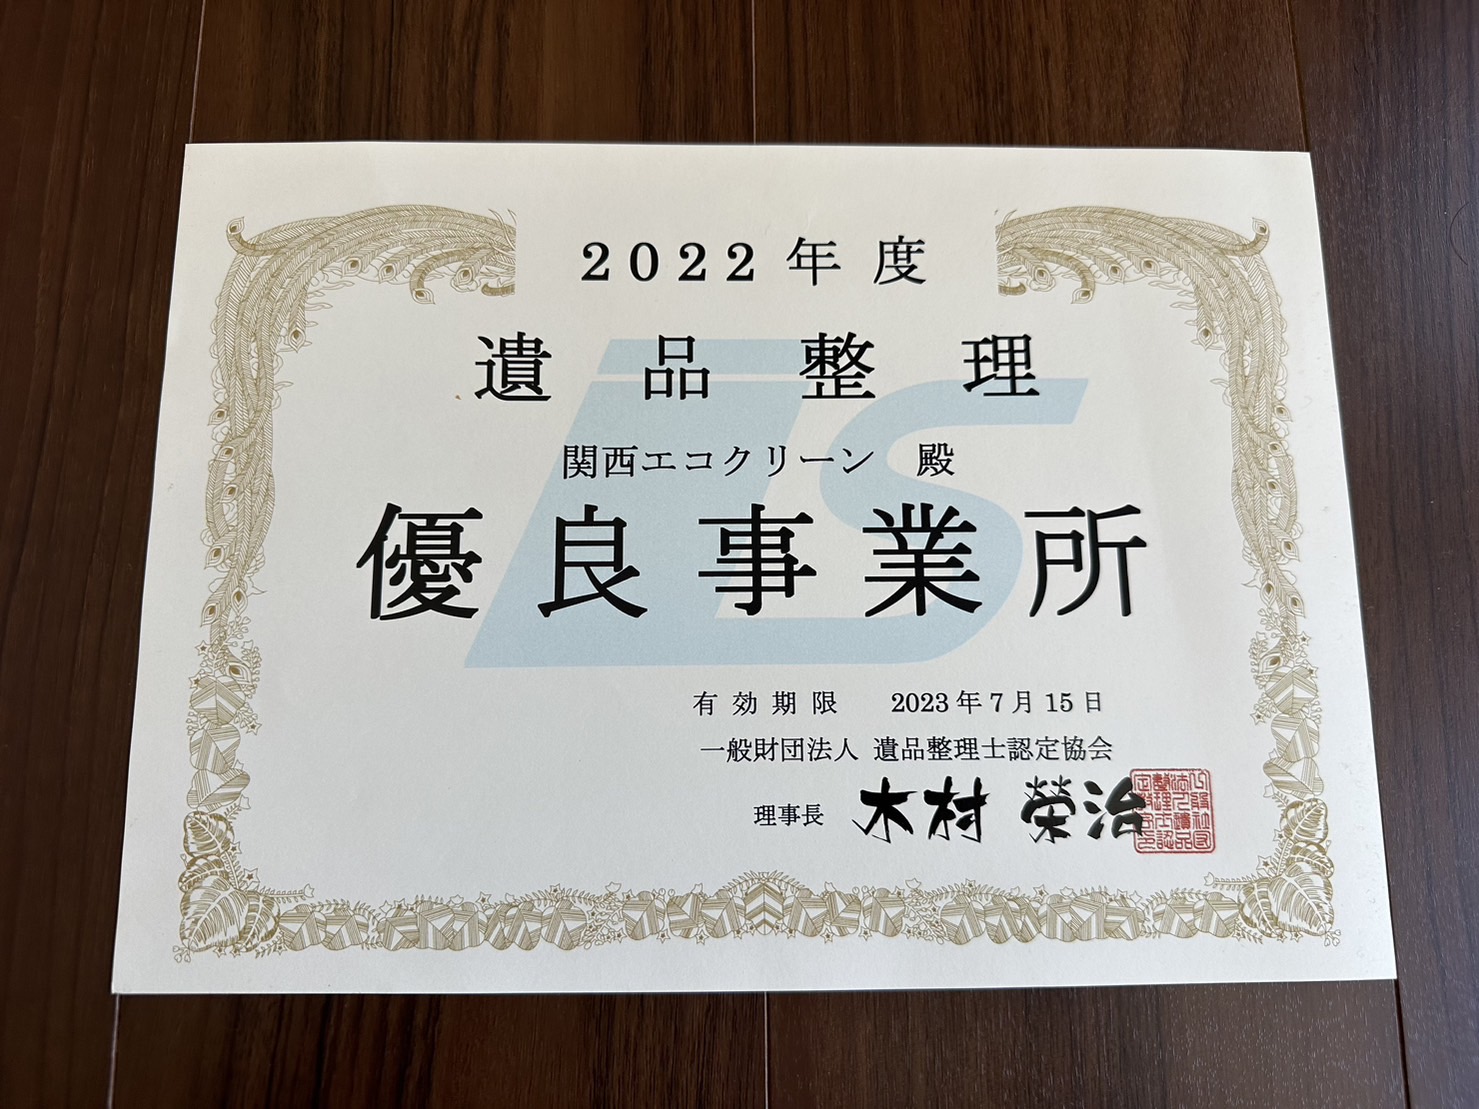 2022年度
遺品整理
関西エコクリーン 殿
優良事業所
有効期限 2023年7月15日
一般財団法人 遺品整理士認定協会
理事長 木村 榮治